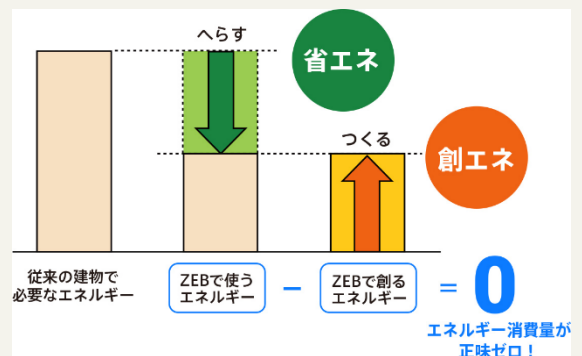 へらす
省エネ
つくる
創エネ
従来の建物で
必要なエネルギー
ZEBで使う
エネルギー
−
ZEBで創る
エネルギー
=
0
エネルギー消費量が
正味ゼロ！